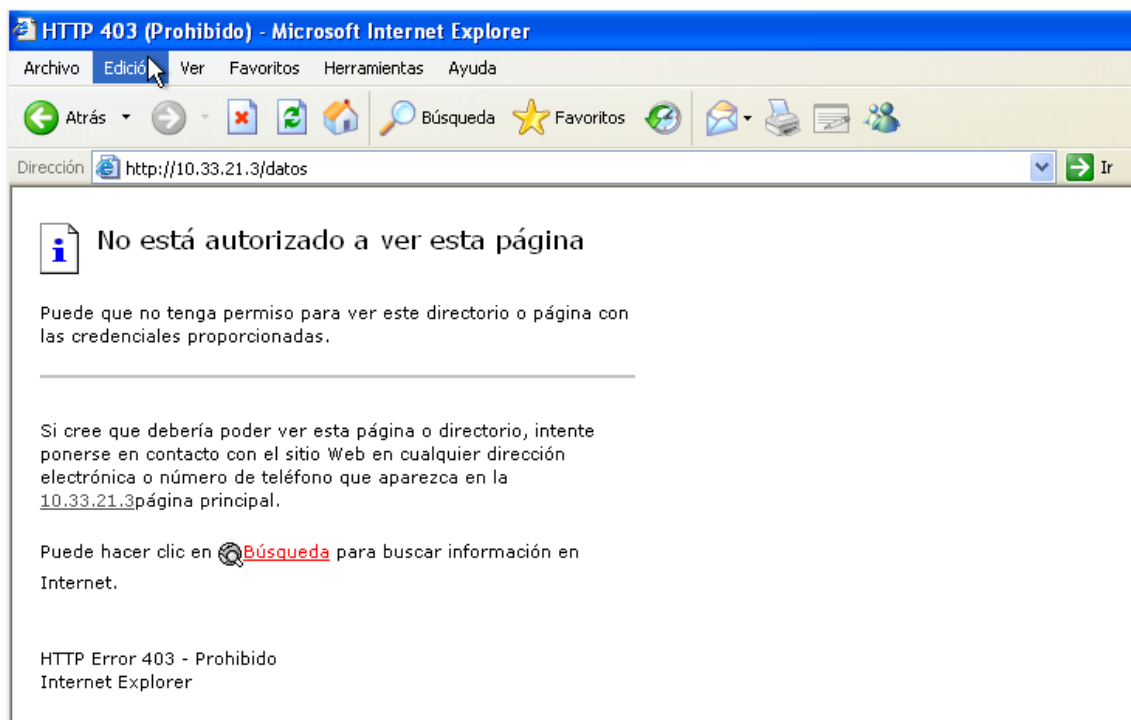 HTTP 403 (Prohibido) - Microsoft Internet Explorer
Archivo Edición Ver Favoritos Herramientas Ayuda
Atrás Búsqueda Favoritos
Dirección http://10.33.21.3/datos Ir
No está autorizado a ver esta página
Puede que no tenga permiso para ver este directorio o página con
las credenciales proporcionadas.
Si cree que debería poder ver esta página o directorio, intente
ponerse en contacto con el sitio Web en cualquier dirección
electrónica o número de teléfono que aparezca en la
10.33.21.3página principal.
Puede hacer clic en Búsqueda para buscar información en
Internet.
HTTP Error 403 - Prohibido
Internet Explorer